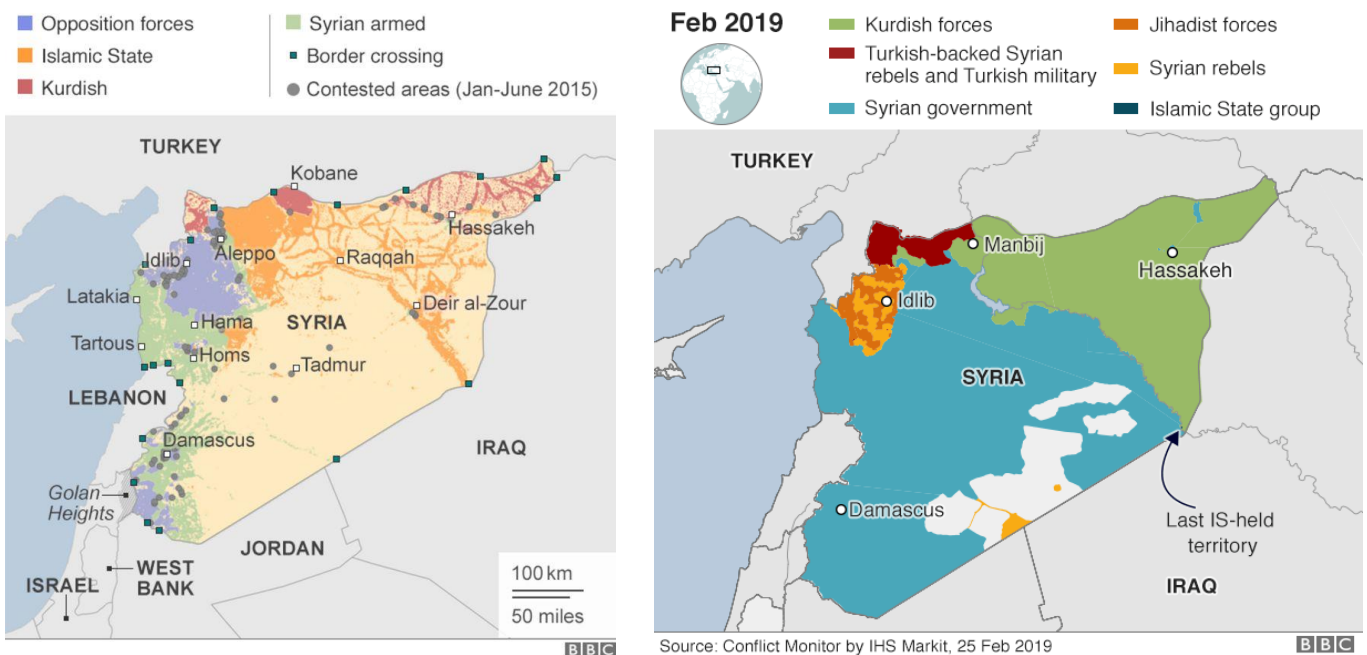 Opposition forces
Islamic State
Kurdish
Syrian armed
Border crossing
Contested areas (Jan-June 2015)
TURKEY
Kobane
Hassakeh
Aleppo
Idlib
Raqqah
Latakia
Deir al-Zour
Hama
SYRIA
Tartous
Homs
Tadmur
LEBANON
Damascus
IRAQ
Golan
Heights
JORDAN
WEST
BANK
ISRAEL
100 km
50 miles
BBC
Feb 2019
Kurdish forces
Turkish-backed Syrian
rebels and Turkish military
Syrian government
Jihadist forces
Syrian rebels
Islamic State group
TURKEY
Manbij
Hassakeh
Idlib
SYRIA
Damascus
Last IS-held
territory
IRAQ
Source: Conflict Monitor by IHS Markit, 25 Feb 2019
BBC